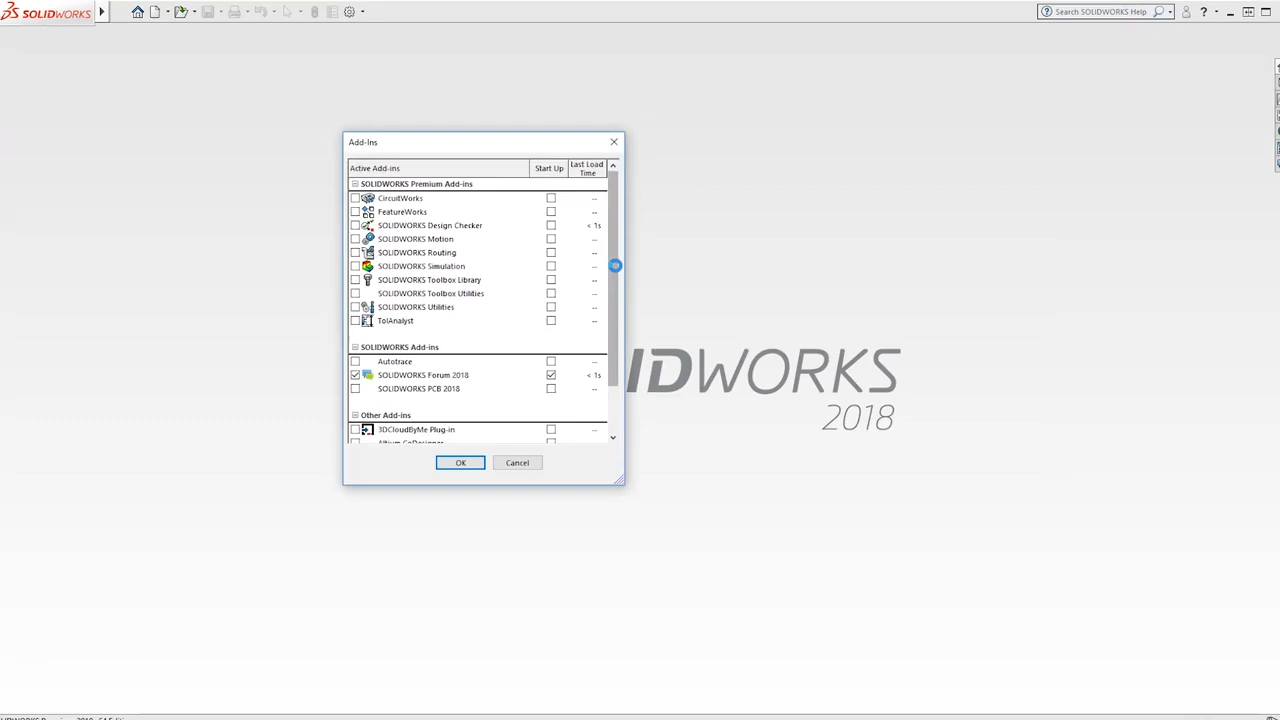 SOLIDWORKS
Search SOLIDWORKS Help
?
Add-Ins
Active Add-ins Start Up Last Load Time
SOLIDWORKS Premium Add-ins
CircuitWorks --
FeatureWorks --
SOLIDWORKS Design Checker < 1s
SOLIDWORKS Motion --
SOLIDWORKS Routing --
SOLIDWORKS Simulation --
SOLIDWORKS Toolbox Library --
SOLIDWORKS Toolbox Utilities --
SOLIDWORKS Utilities --
TolAnalyst --
SOLIDWORKS Add-ins
Autotrace --
SOLIDWORKS Forum 2018 < 1s
SOLIDWORKS PCB 2018 --
Other Add-ins
3DCloudByMe Plug-in --
Altium CoDesigner
OK Cancel
IDWORKS
2018